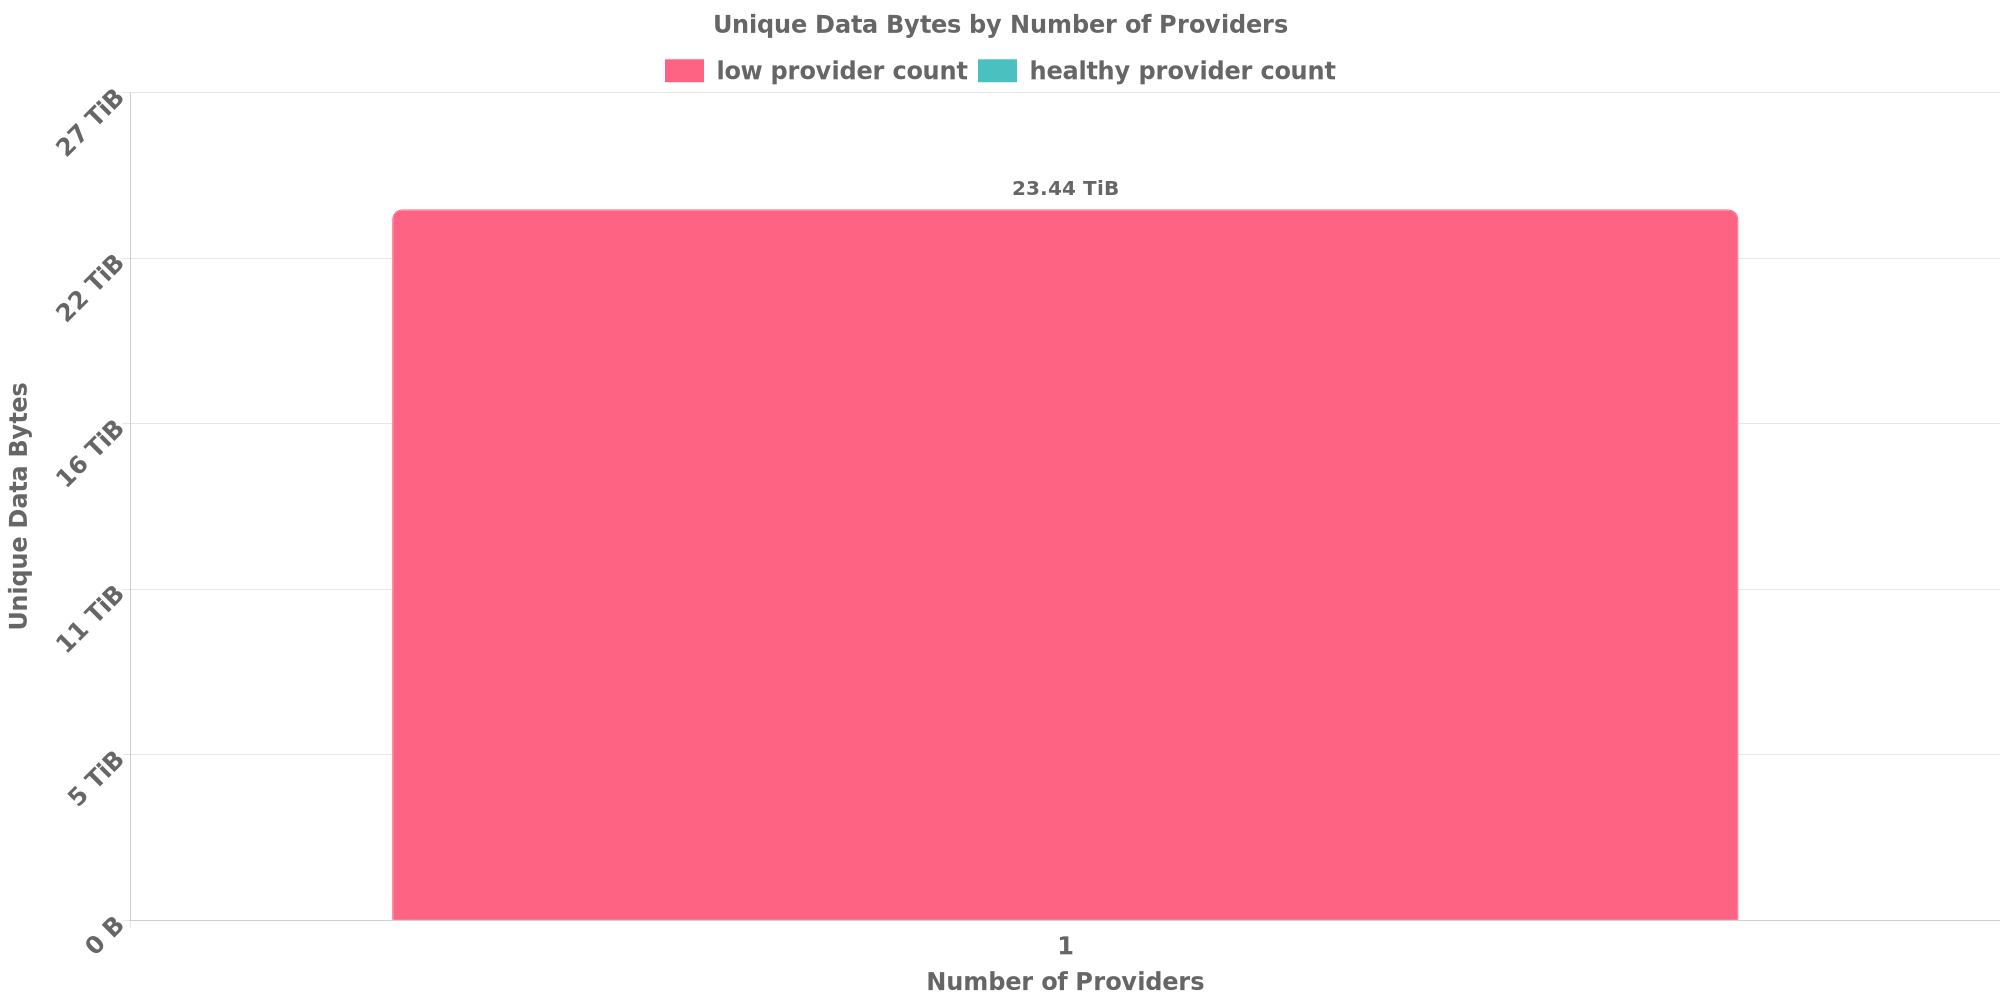 Unique Data Bytes by Number of Providers
low provider count healthy provider count
27 TiB
23.44 TiB
22 TiB
16 TiB
11 TiB
5 TiB
0 B
Unique Data Bytes
1
Number of Providers